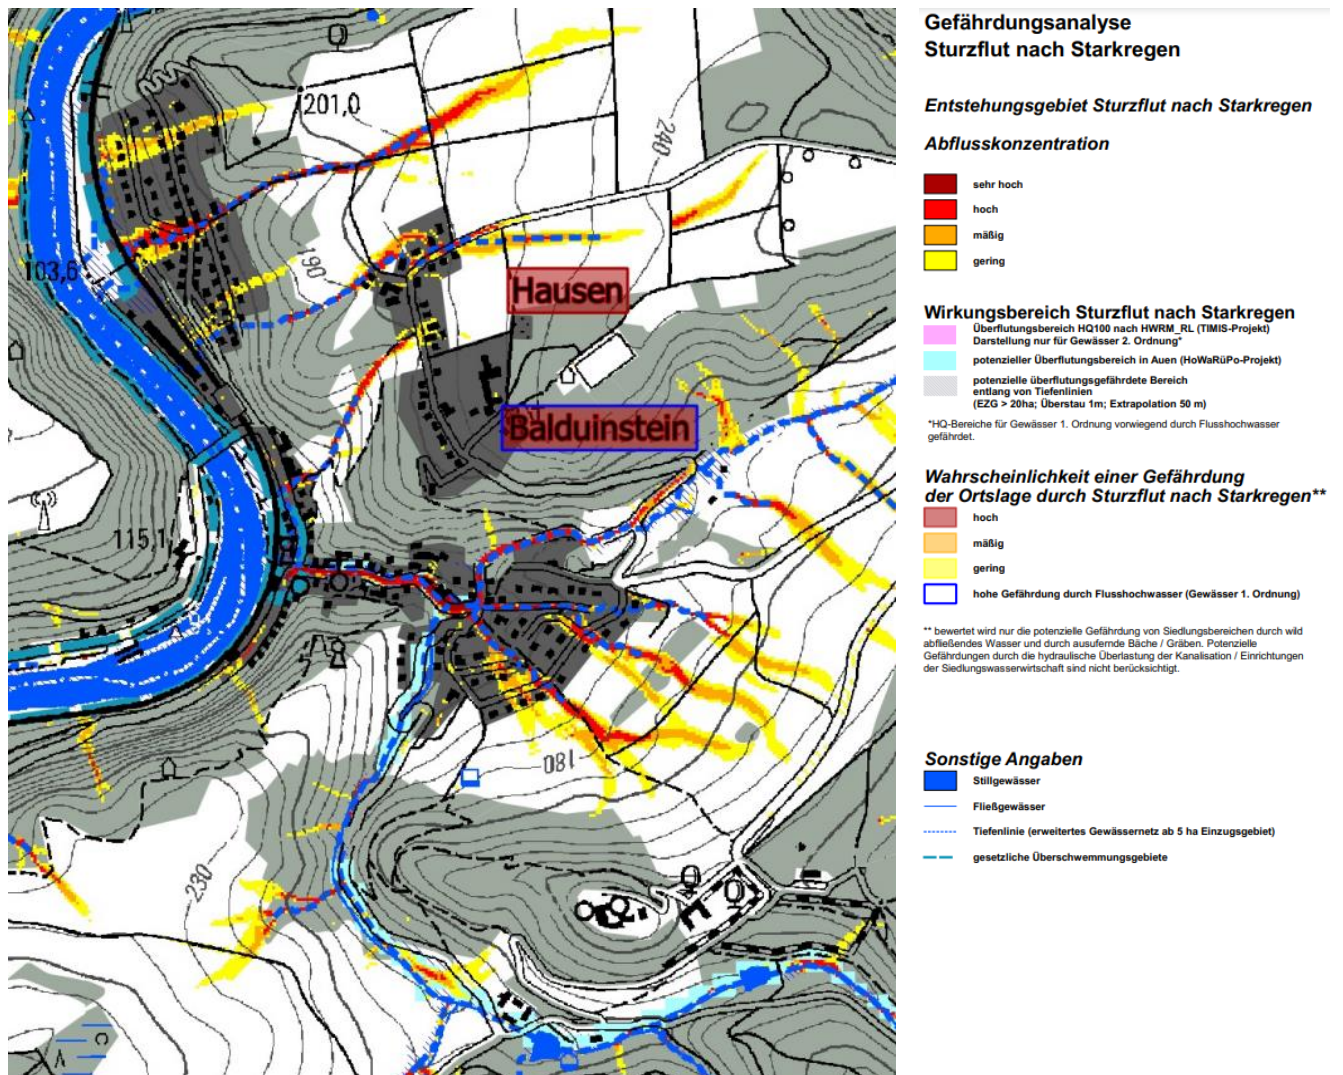 201,0
240
190
103,6
Hausen
Balduinstein
115,1
180
230
Gefährdungsanalyse
Sturzflut nach Starkregen
Entstehungsgebiet Sturzflut nach Starkregen
Abflusskonzentration
sehr hoch
hoch
mäßig
gering
Wirkungsbereich Sturzflut nach Starkregen
Überflutungsbereich HQ100 nach HWRM_RL (TIMIS-Projekt)
Darstellung nur für Gewässer 2. Ordnung*
potenzieller Überflutungsbereich in Auen (HoWaRüPo-Projekt)
potenzielle überflutungsgefährdete Bereich
entlang von Tiefenlinien
(EZG > 20ha; Überstau 1m; Extrapolation 50 m)
*HQ-Bereiche für Gewässer 1. Ordnung vorwiegend durch Flusshochwasser
gefährdet.
Wahrscheinlichkeit einer Gefährdung
der Ortslage durch Sturzflut nach Starkregen**
hoch
mäßig
gering
hohe Gefährdung durch Flusshochwasser (Gewässer 1. Ordnung)
** bewertet wird nur die potenzielle Gefährdung von Siedlungsbereichen durch wild
abfließendes Wasser und durch ausufernde Bäche / Gräben. Potenzielle
Gefährdungen durch die hydraulische Überlastung der Kanalisation / Einrichtungen
der Siedlungswasserwirtschaft sind nicht berücksichtigt.
Sonstige Angaben
Stillgewässer
Fließgewässer
Tiefenlinie (erweitertes Gewässernetz ab 5 ha Einzugsgebiet)
gesetzliche Überschwemmungsgebiete